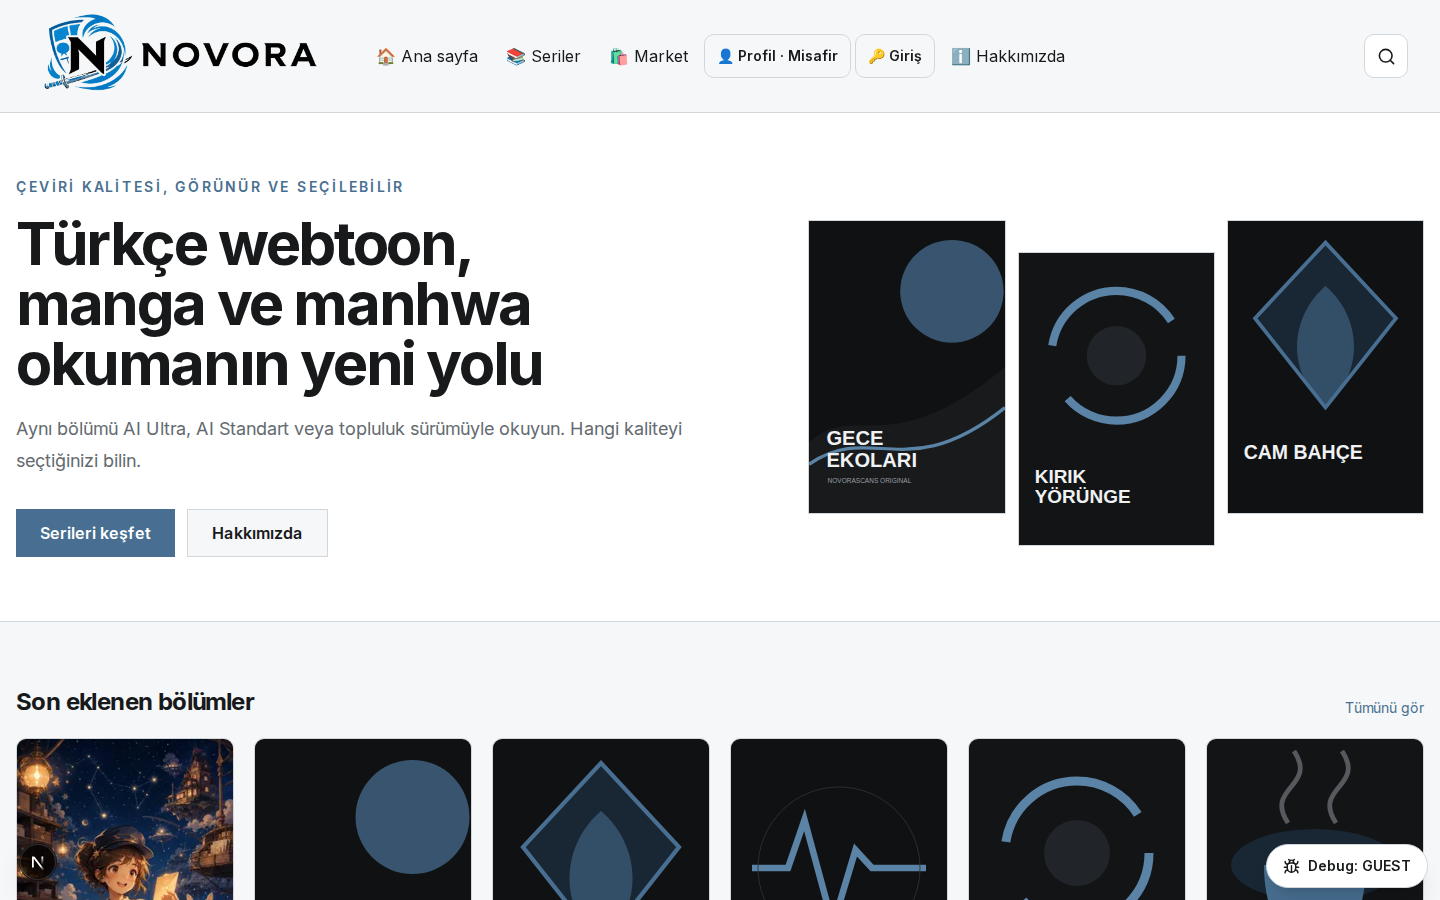 NOVORA
🏠 Ana sayfa
📚 Seriler
🛍️ Market
👤 Profil · Misafir
🔑 Giriş
ℹ️ Hakkımızda
ÇEVİRİ KALİTESİ, GÖRÜNÜR VE SEÇİLEBİLİR
Türkçe webtoon,
manga ve manhwa
okumanın yeni yolu
Aynı bölümü AI Ultra, AI Standart veya topluluk sürümüyle okuyun. Hangi kaliteyi
seçtiğinizi bilin.
Serileri keşfet
Hakkımızda
GECE
EKOLARI
NOVORASCANS ORIGINAL
KIRIK
YÖRÜNGE
CAM BAHÇE
Son eklenen bölümler
Tümünü gör
N
Debug: GUEST